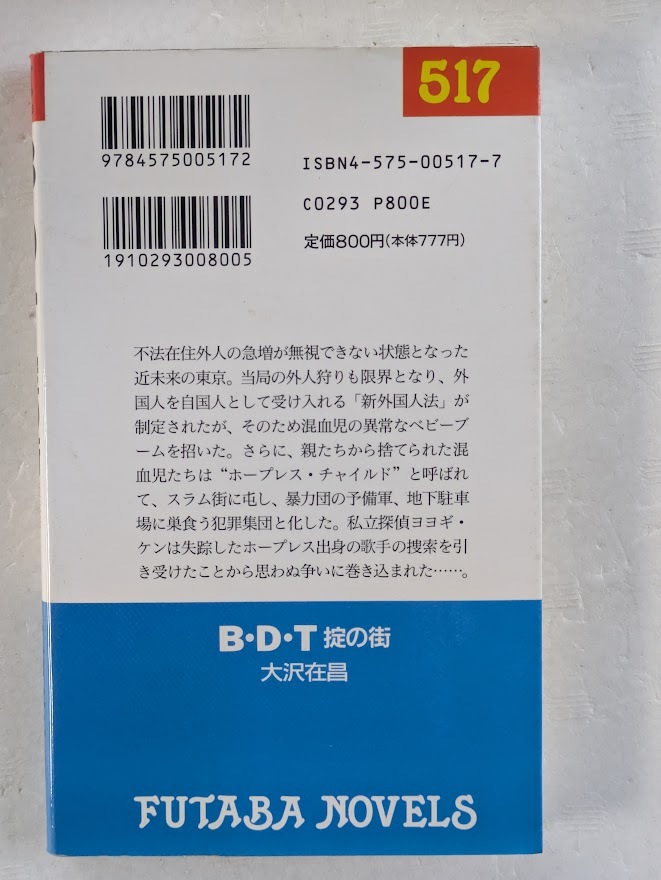 517
9784575005172
ISBN4-575-00517-7
C0293 P800E
1910293008005
定価800円(本体777円)
不法在住外人の急増が無視できない状態となった
近未来の東京。当局の外人狩りも限界となり、外
国人を自国人として受け入れる「新外国人法」が
制定されたが、そのため混血児の異常なベビーブ
ームを招いた。さらに、親たちから捨てられた混
血児たちは“ホープレス・チャイルド”と呼ばれ
て、スラム街に屯し、暴力団の予備軍、地下駐車
場に巣食う犯罪集団と化した。私立探偵ヨヨギ・
ケンは失踪したホープレス出身の歌手の捜索を引
き受けたことから思わぬ争いに巻き込まれた……。
B・D・T 掟の街
大沢在昌
FUTABA NOVELS